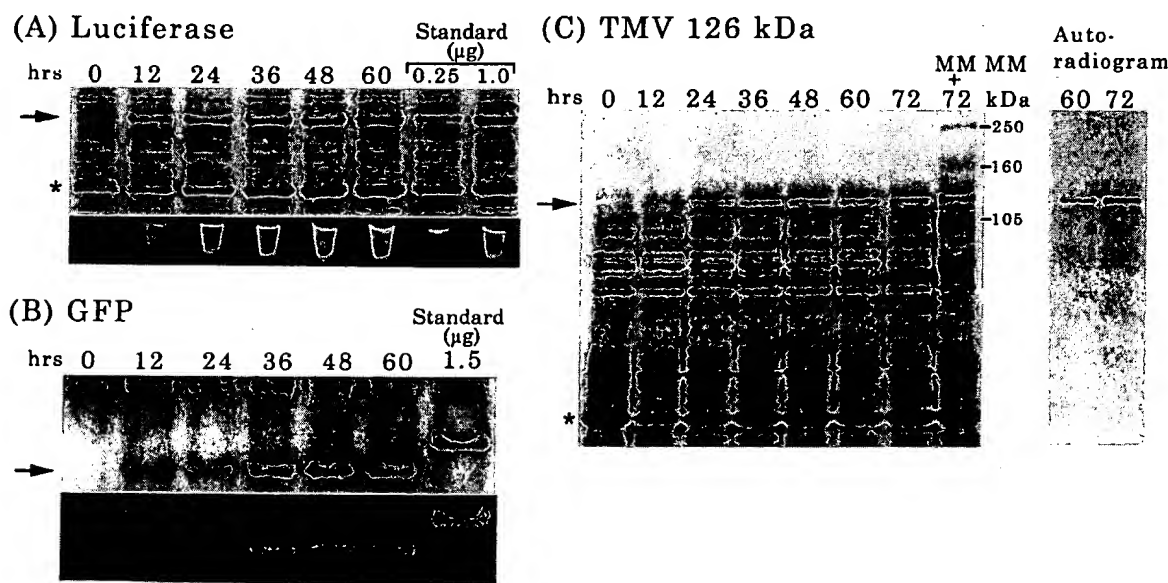 (A) Luciferase
Standard
(µg)
hrs 0 12 24 36 48 60 0.25 1.0
*
(B) GFP
Standard
(µg)
hrs 0 12 24 36 48 60 1.5
(C) TMV 126 kDa
MM MM
+
hrs 0 12 24 36 48 60 72 72 kDa
-250
-160
-105
*
Auto-
radiogram
60 72